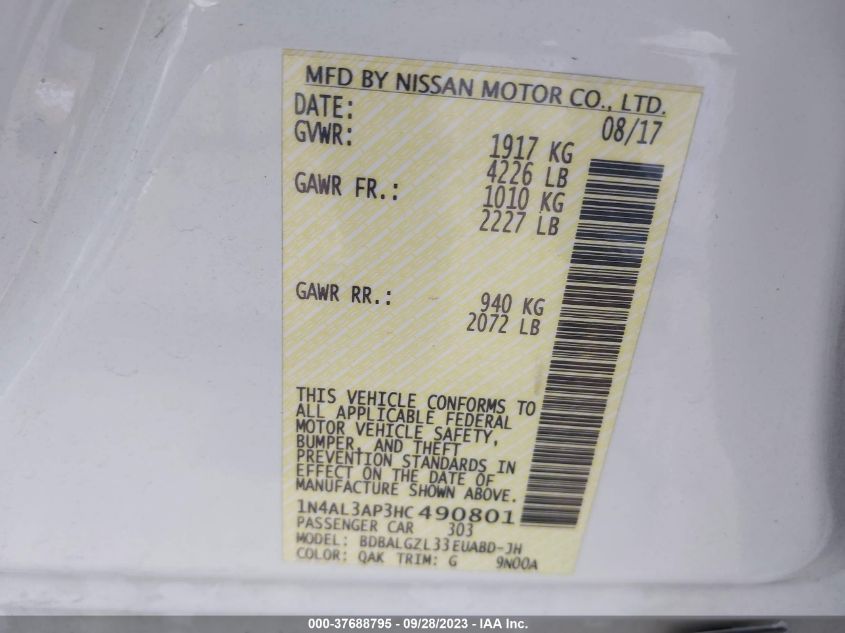 MFD BY NISSAN MOTOR CO., LTD.
DATE: 08/17
GVWR: 1917 KG
4226 LB
GAWR FR.: 1010 KG
2227 LB
GAWR RR.: 940 KG
2072 LB
THIS VEHICLE CONFORMS TO
ALL APPLICABLE FEDERAL
MOTOR VEHICLE SAFETY,
BUMPER, AND THEFT
PREVENTION STANDARDS IN
EFFECT ON THE DATE OF
MANUFACTURE SHOWN ABOVE.
1N4AL3AP3HC490801
PASSENGER CAR 303
MODEL: BDBALGZL33EUABD-JH
COLOR: QAK TRIM: G 9N00A
000-37688795 - 09/28/2023 - IAA Inc.